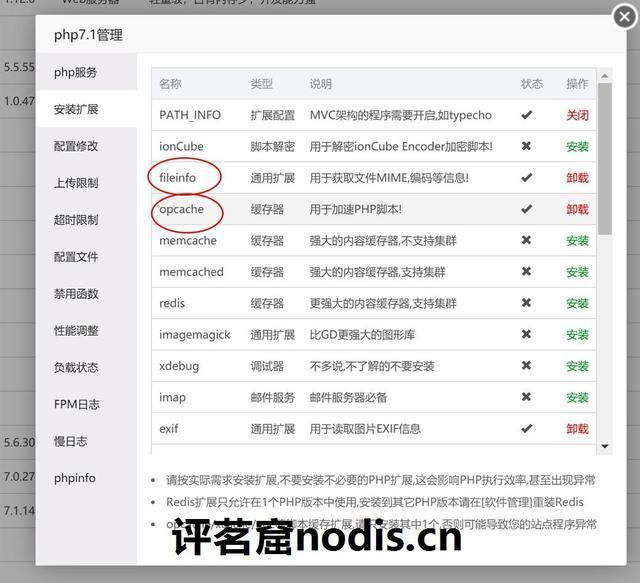 php7.1管理
5.5.55
1.0.47
5.6.30
7.0.27
7.1.14
php服务
安装扩展
配置修改
上传限制
超时限制
配置文件
禁用函数
性能调整
负载状态
FPM日志
慢日志
phpinfo
名称 类型 说明 状态 操作
PATH_INFO 扩展配置 MVC架构的程序需要开启,如typecho ✔ 关闭
ionCube 脚本解密 用于解密ionCube Encoder加密脚本! ✖ 安装
fileinfo 通用扩展 用于获取文件MIME,编码等信息! ✔ 卸载
opcache 缓存器 用于加速PHP脚本! ✔ 卸载
memcache 缓存器 强大的内容缓存器,不支持集群 ✖ 安装
memcached 缓存器 强大的内容缓存器,支持集群 ✖ 安装
redis 缓存器 更强大的内容缓存器,支持集群 ✖ 安装
imagemagick 通用扩展 比GD更强大的图形库 ✖ 安装
xdebug 调试器 不多说,不了解的不要安装 ✖ 安装
imap 邮件服务 邮件服务器必备 ✖ 安装
exif 通用扩展 用于读取图片EXIF信息 ✔ 卸载
• 请按实际需求安装扩展,不要安装不必要的PHP扩展,这会影响PHP执行效率,甚至出现异常
• Redis扩展只允许在1个PHP版本中使用,安装到其它PHP版本请在[软件管理]重装Redis
脚本缓存扩展,请只安装其中1个,否则可能导致您的站点程序异常
评茗窟nodis.cn